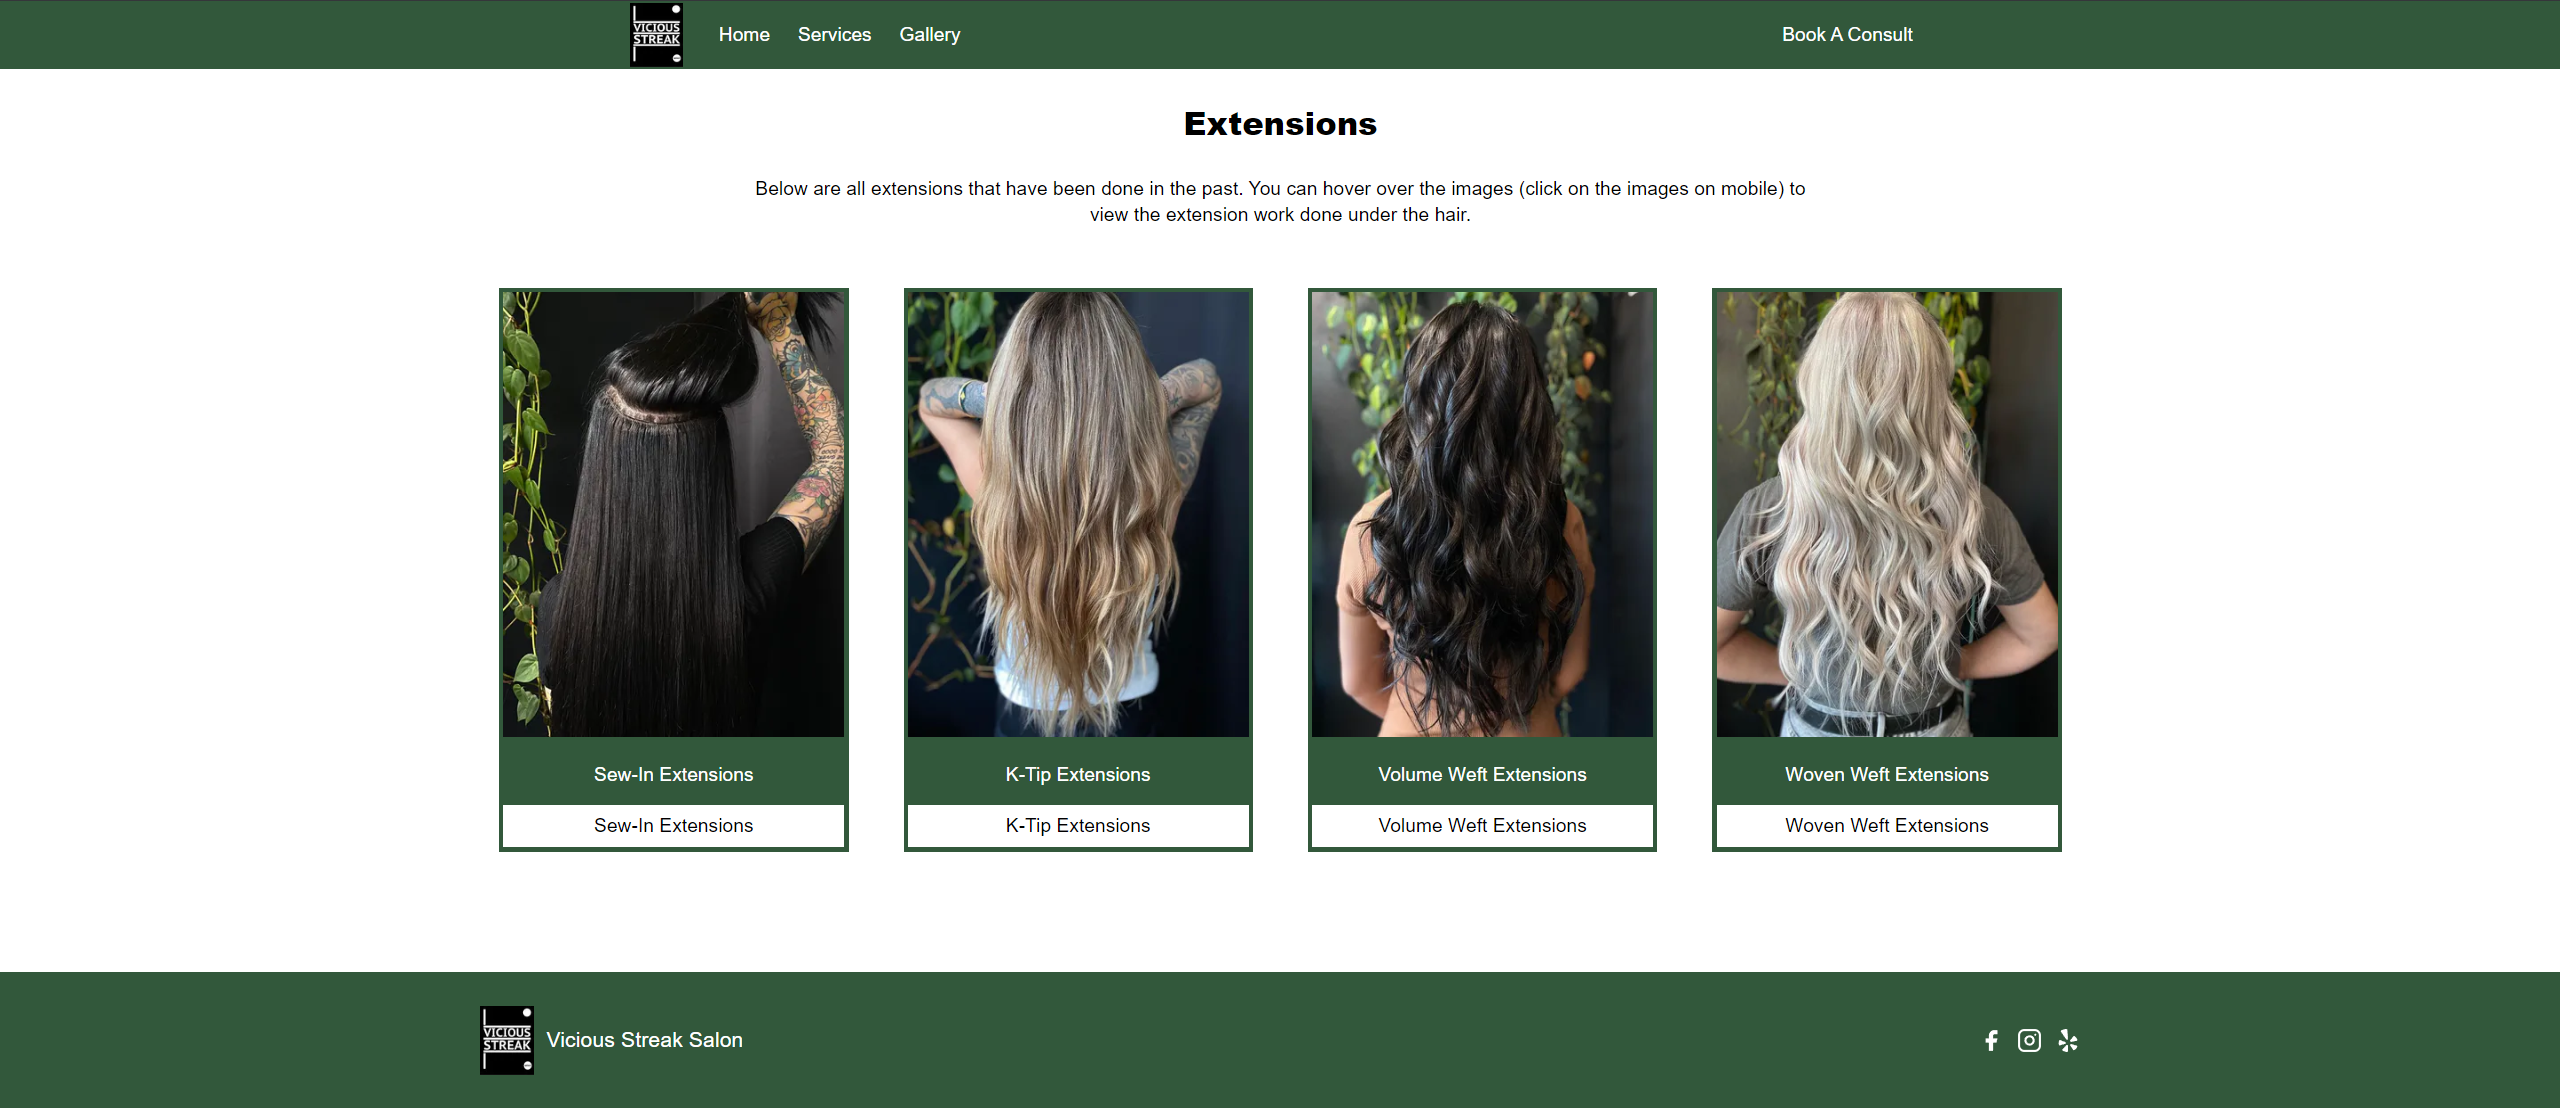 VICIOUS
STREAK
Home Services Gallery Book A Consult
Extensions
Below are all extensions that have been done in the past. You can hover over the images (click on the images on mobile) to
view the extension work done under the hair.
Sew-In Extensions K-Tip Extensions Volume Weft Extensions Woven Weft Extensions
Sew-In Extensions K-Tip Extensions Volume Weft Extensions Woven Weft Extensions
VICIOUS
STREAK
Vicious Streak Salon